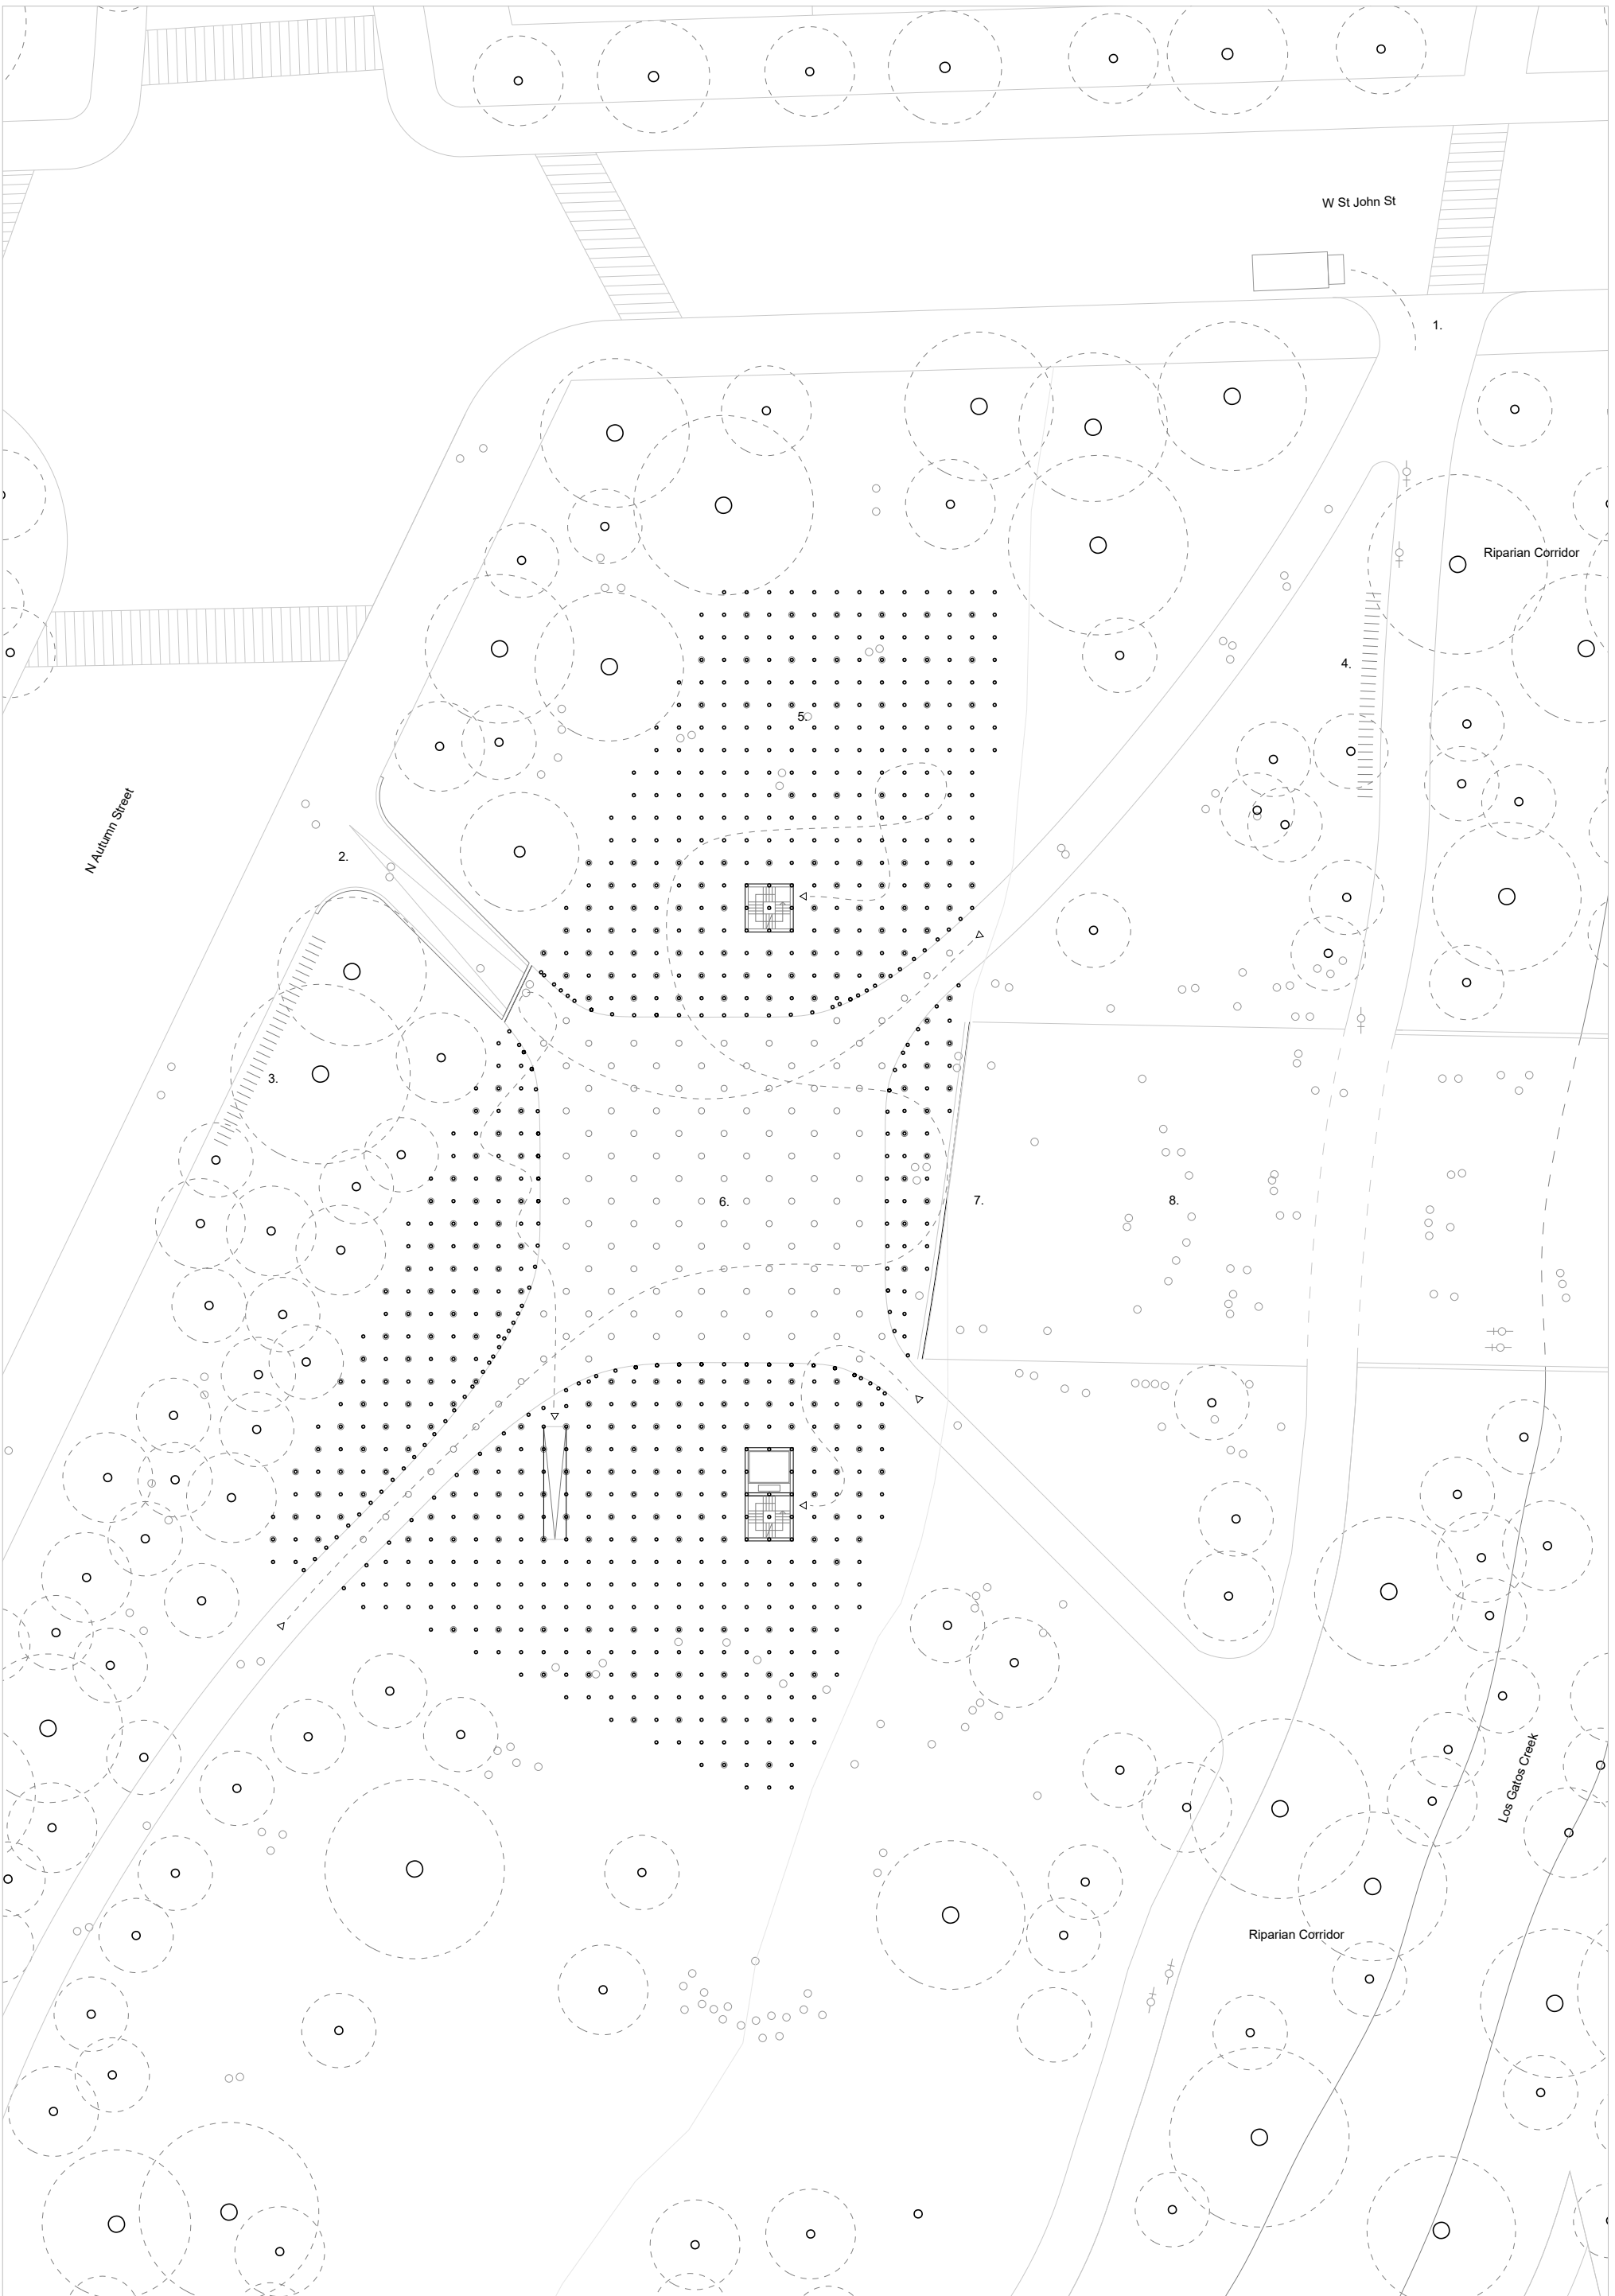 W St John St
1.
Riparian Corridor
4.
5.
N Autumn Street
2.
3.
6.
7.
8.
Los Gatos Creek
Riparian Corridor